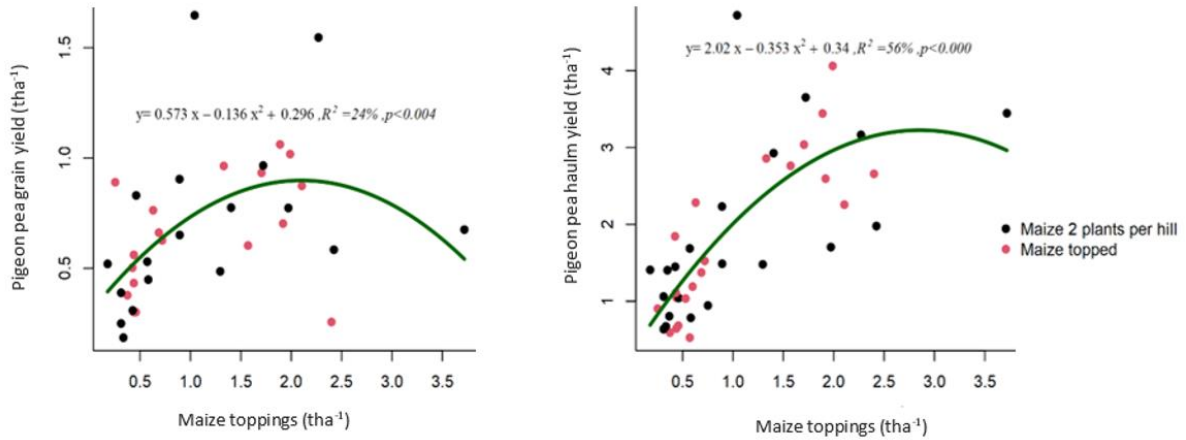 Pigeon pea grain yield (tha⁻¹)
1.5
1.0
0.5
y= 0.573 x – 0.136 x² + 0.296 ,R² =24% ,p<0.004
0.5 1.0 1.5 2.0 2.5 3.0 3.5
Maize toppings (tha⁻¹)
Pigeon pea haulm yield (tha⁻¹)
4
3
2
1
y= 2.02 x – 0.353 x² + 0.34 ,R² =56% ,p<0.000
0.5 1.0 1.5 2.0 2.5 3.0 3.5
Maize toppings (tha⁻¹)
Maize 2 plants per hill
Maize topped